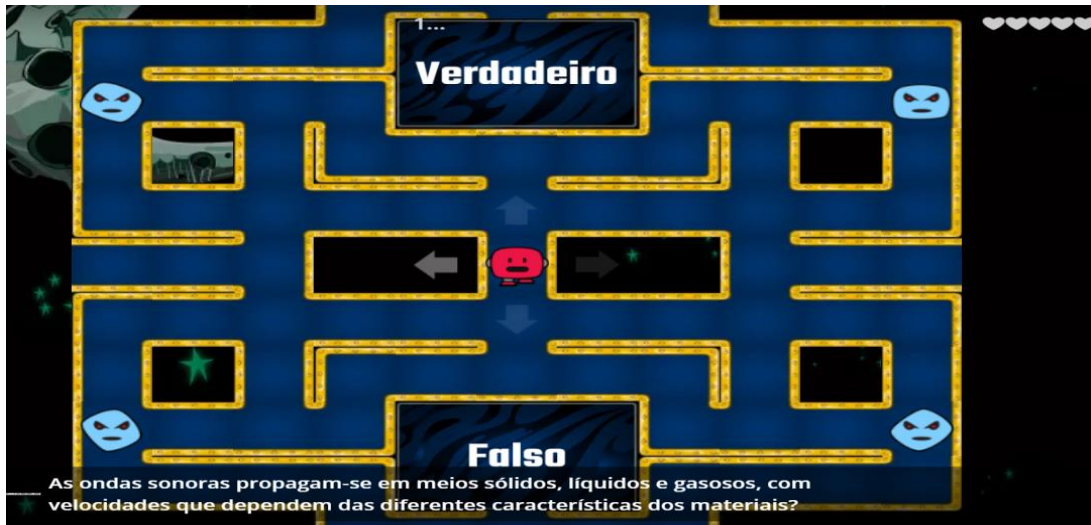 1...
Verdadeiro
Falso
As ondas sonoras propagam-se em meios sólidos, líquidos e gasosos, com
velocidades que dependem das diferentes características dos materiais?